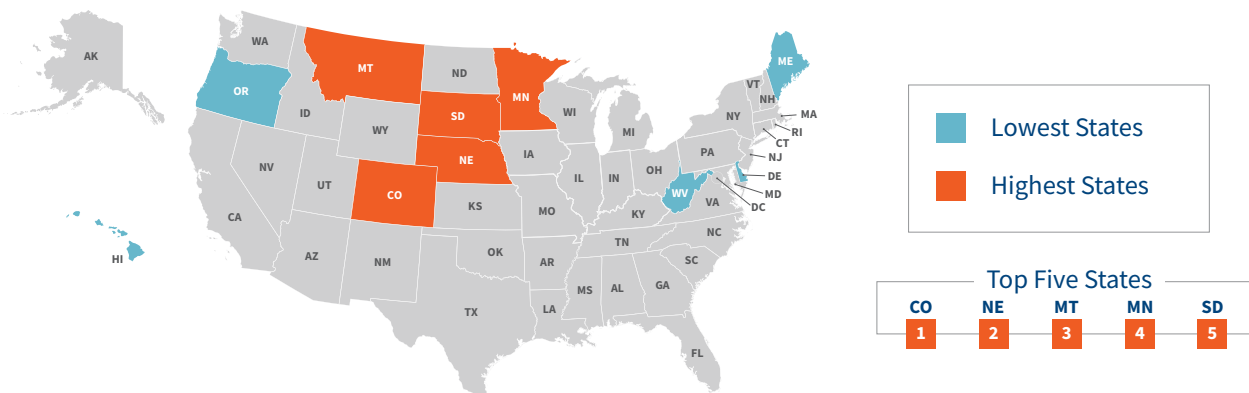 AK
WA
OR
MT
ND
MN
ID
WY
SD
NE
WI
MI
NY
VT
NH
ME
MA
RI
CT
NJ
DE
MD
DC
PA
NV
UT
CO
CA
AZ
NM
KS
IA
IL
IN
OH
WV
VA
KY
MO
OK
AR
TN
NC
SC
MS
AL
GA
LA
TX
FL
HI
Lowest States
Highest States
Top Five States
CO NE MT MN SD
1 2 3 4 5